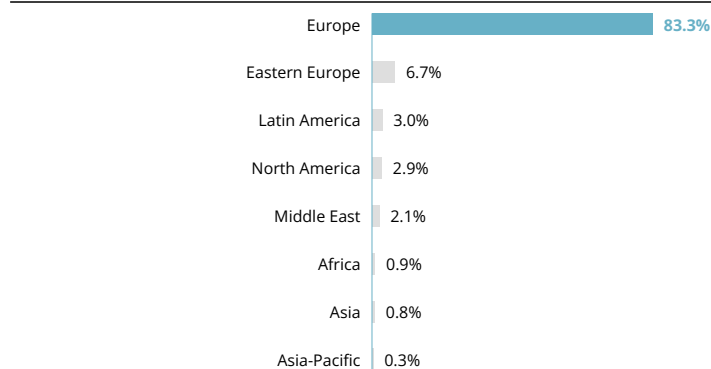 Europe 83.3%
Eastern Europe 6.7%
Latin America 3.0%
North America 2.9%
Middle East 2.1%
Africa 0.9%
Asia 0.8%
Asia-Pacific 0.3%